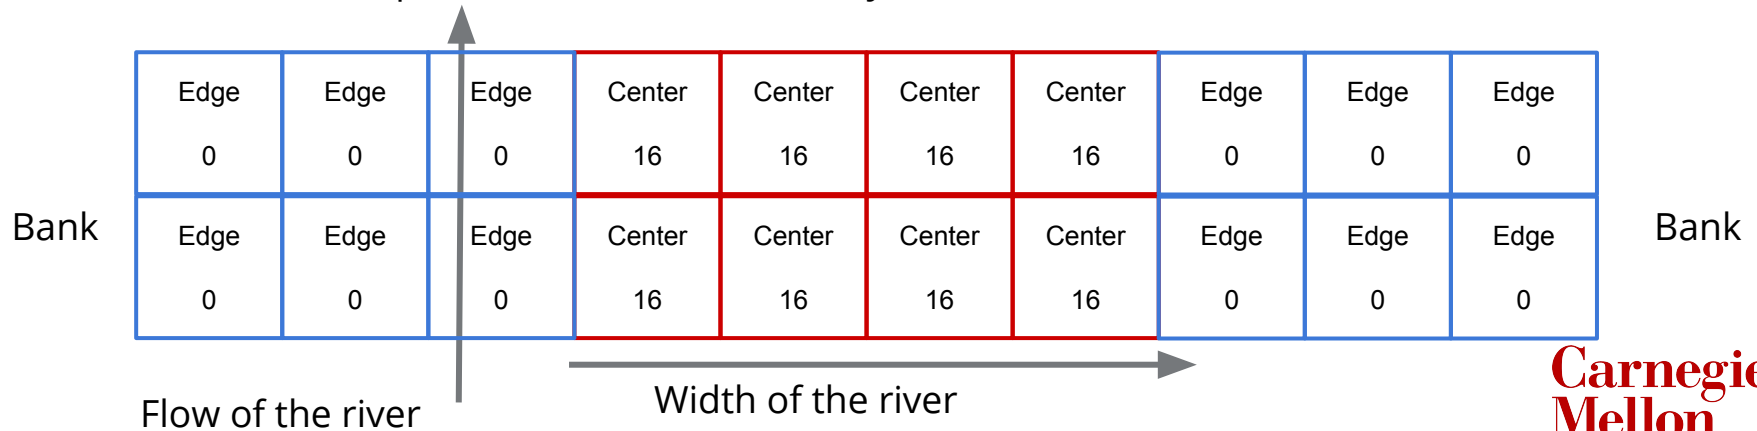 Edge Edge Edge Center Center Center Center Edge Edge Edge
0 0 0 16 16 16 16 0 0 0
Bank Edge Edge Edge Center Center Center Center Edge Edge Edge Bank
0 0 0 16 16 16 16 0 0 0
Flow of the river
Width of the river
Carnegie
Mellon